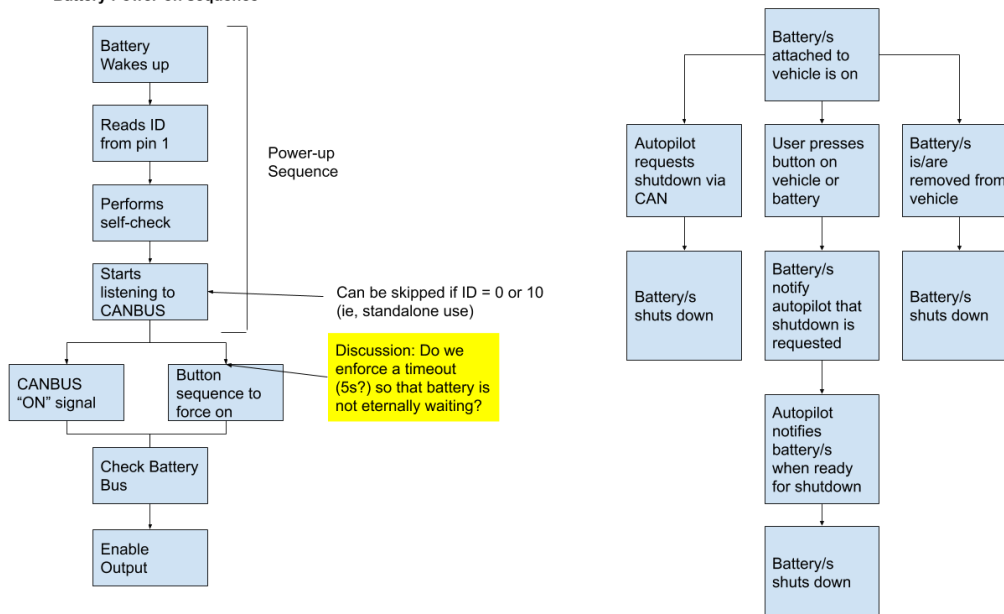 Battery Power-on sequence
Battery
Wakes up
Reads ID
from pin 1
Performs
self-check
Starts
listening to
CANBUS
Power-up
Sequence
Can be skipped if ID = 0 or 10
(ie, standalone use)
Discussion: Do we
enforce a timeout
(5s?) so that battery is
not eternally waiting?
CANBUS
“ON” signal
Button
sequence to
force on
Check Battery
Bus
Enable
Output
Battery/s
attached to
vehicle is on
Autopilot
requests
shutdown via
CAN
Battery/s
shuts down
User presses
button on
vehicle or
battery
Battery/s
notify
autopilot that
shutdown is
requested
Autopilot
notifies
battery/s
when ready
for shutdown
Battery/s
shuts down
Battery/s
is/are
removed from
vehicle
Battery/s
shuts down